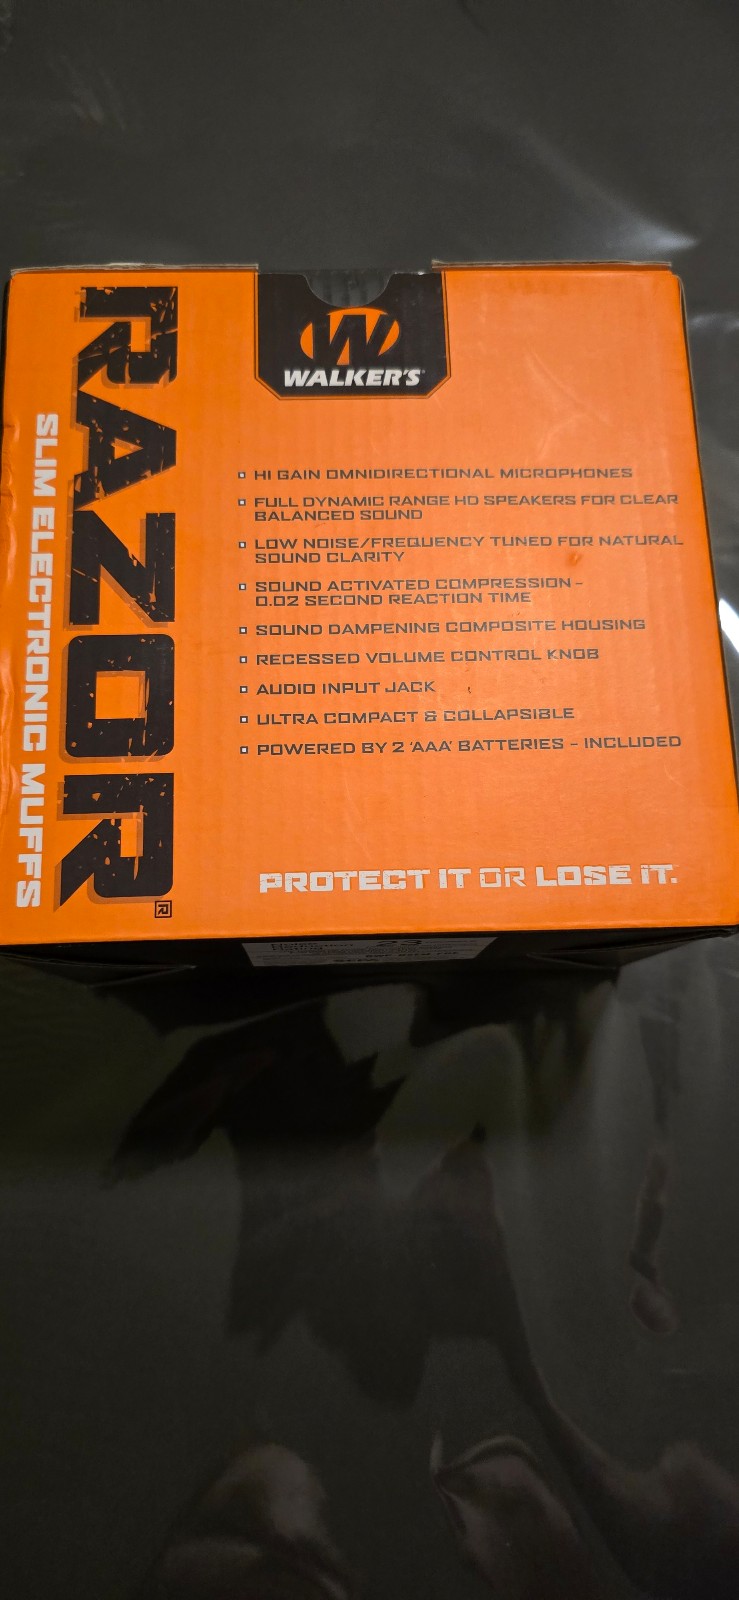 RAZOR®
SLIM ELECTRONIC MUFFS
W
WALKER'S
HI GAIN OMNIDIRECTIONAL MICROPHONES
FULL DYNAMIC RANGE HD SPEAKERS FOR CLEAR
BALANCED SOUND
LOW NOISE/FREQUENCY TUNED FOR NATURAL
SOUND CLARITY
SOUND ACTIVATED COMPRESSION –
0.02 SECOND REACTION TIME
SOUND DAMPENING COMPOSITE HOUSING
RECESSED VOLUME CONTROL KNOB
AUDIO INPUT JACK
ULTRA COMPACT & COLLAPSIBLE
POWERED BY 2 'AAA' BATTERIES – INCLUDED
PROTECT IT OR LOSE IT.
23